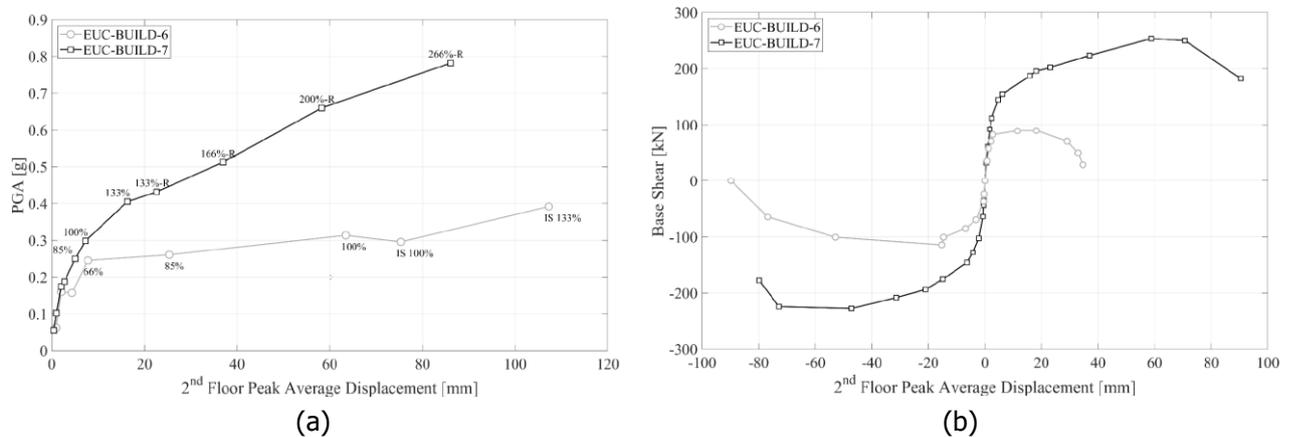 EUC-BUILD-6
EUC-BUILD-7
0.9
0.8
0.7
0.6
0.5
0.4
0.3
0.2
0.1
0
PGA [g]
266%-R
200%-R
166%-R
133%-R
133%
100%
85%
66%
85%
100%
IS 100%
IS 133%
0 20 40 60 80 100 120
2nd Floor Peak Average Displacement [mm]
(a)
EUC-BUILD-6
EUC-BUILD-7
300
200
100
0
-100
-200
-300
Base Shear [kN]
-100 -80 -60 -40 -20 0 20 40 60 80 100
2nd Floor Peak Average Displacement [mm]
(b)